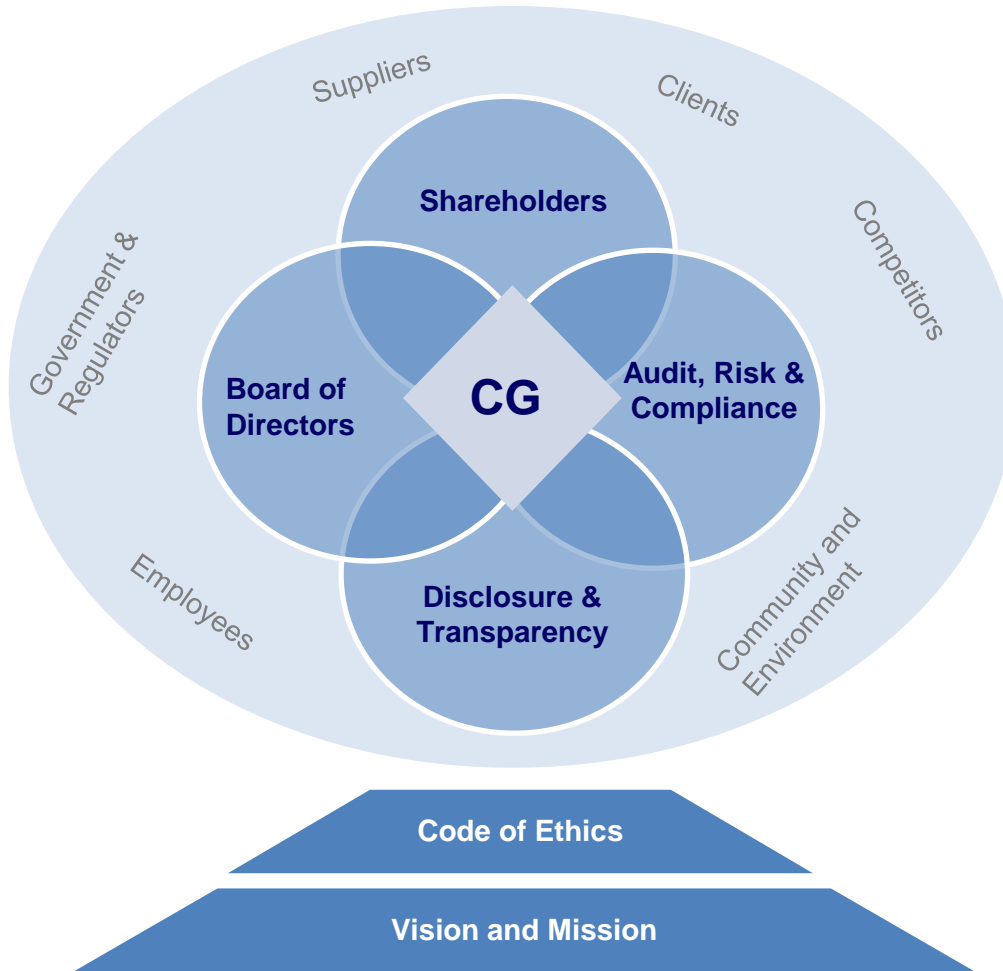 Suppliers
Clients
Shareholders
Government &
Regulators
Competitors
Board of
Directors
CG
Audit, Risk &
Compliance
Employees
Disclosure &
Transparency
Community and
Environment
Code of Ethics
Vision and Mission